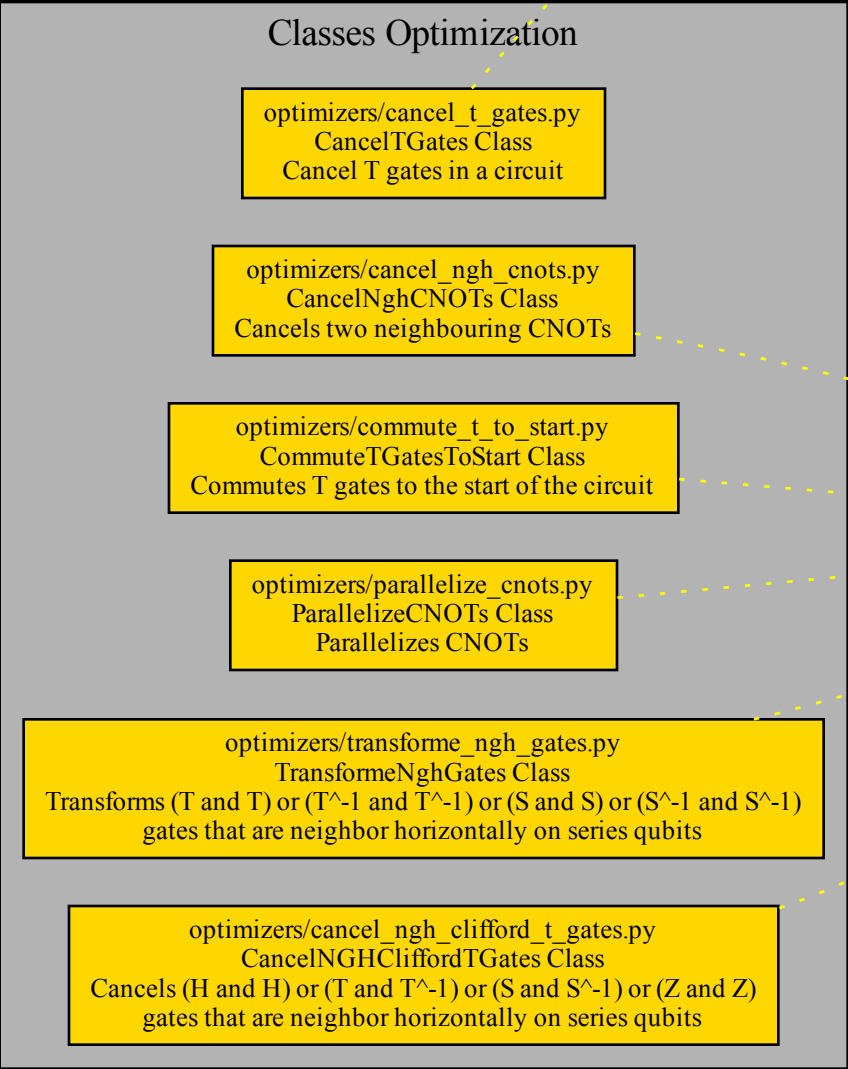 Classes Optimization
optimizers/cancel_t_gates.py
CancelTGates Class
Cancel T gates in a circuit
optimizers/cancel_ngh_cnots.py
CancelNghCNOTs Class
Cancels two neighbouring CNOTs
optimizers/commute_t_to_start.py
CommuteTGatesToStart Class
Commutes T gates to the start of the circuit
optimizers/parallelize_cnots.py
ParallelizeCNOTs Class
Parallelizes CNOTs
optimizers/transforme_ngh_gates.py
TransformeNghGates Class
Transforms (T and T) or (T^-1 and T^-1) or (S and S) or (S^-1 and S^-1)
gates that are neighbor horizontally on series qubits
optimizers/cancel_ngh_clifford_t_gates.py
CancelNGHCliffordTGates Class
Cancels (H and H) or (T and T^-1) or (S and S^-1) or (Z and Z)
gates that are neighbor horizontally on series qubits